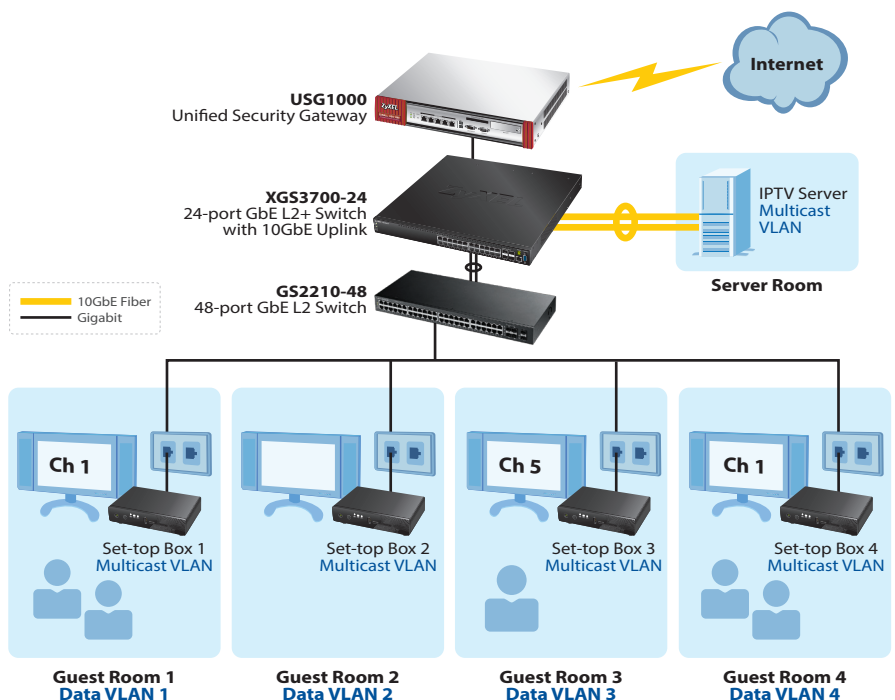 Internet
USG1000
Unified Security Gateway
ZyXEL
XGS3700-24
24-port GbE L2+ Switch
with 10GbE Uplink
ZyXEL
IPTV Server
Multicast
VLAN
Server Room
GS2210-48
48-port GbE L2 Switch
10GbE Fiber
Gigabit
Ch 1
Set-top Box 1
Multicast VLAN
Guest Room 1
Data VLAN 1
Set-top Box 2
Multicast VLAN
Guest Room 2
Data VLAN 2
Ch 5
Set-top Box 3
Multicast VLAN
Guest Room 3
Data VLAN 3
Ch 1
Set-top Box 4
Multicast VLAN
Guest Room 4
Data VLAN 4